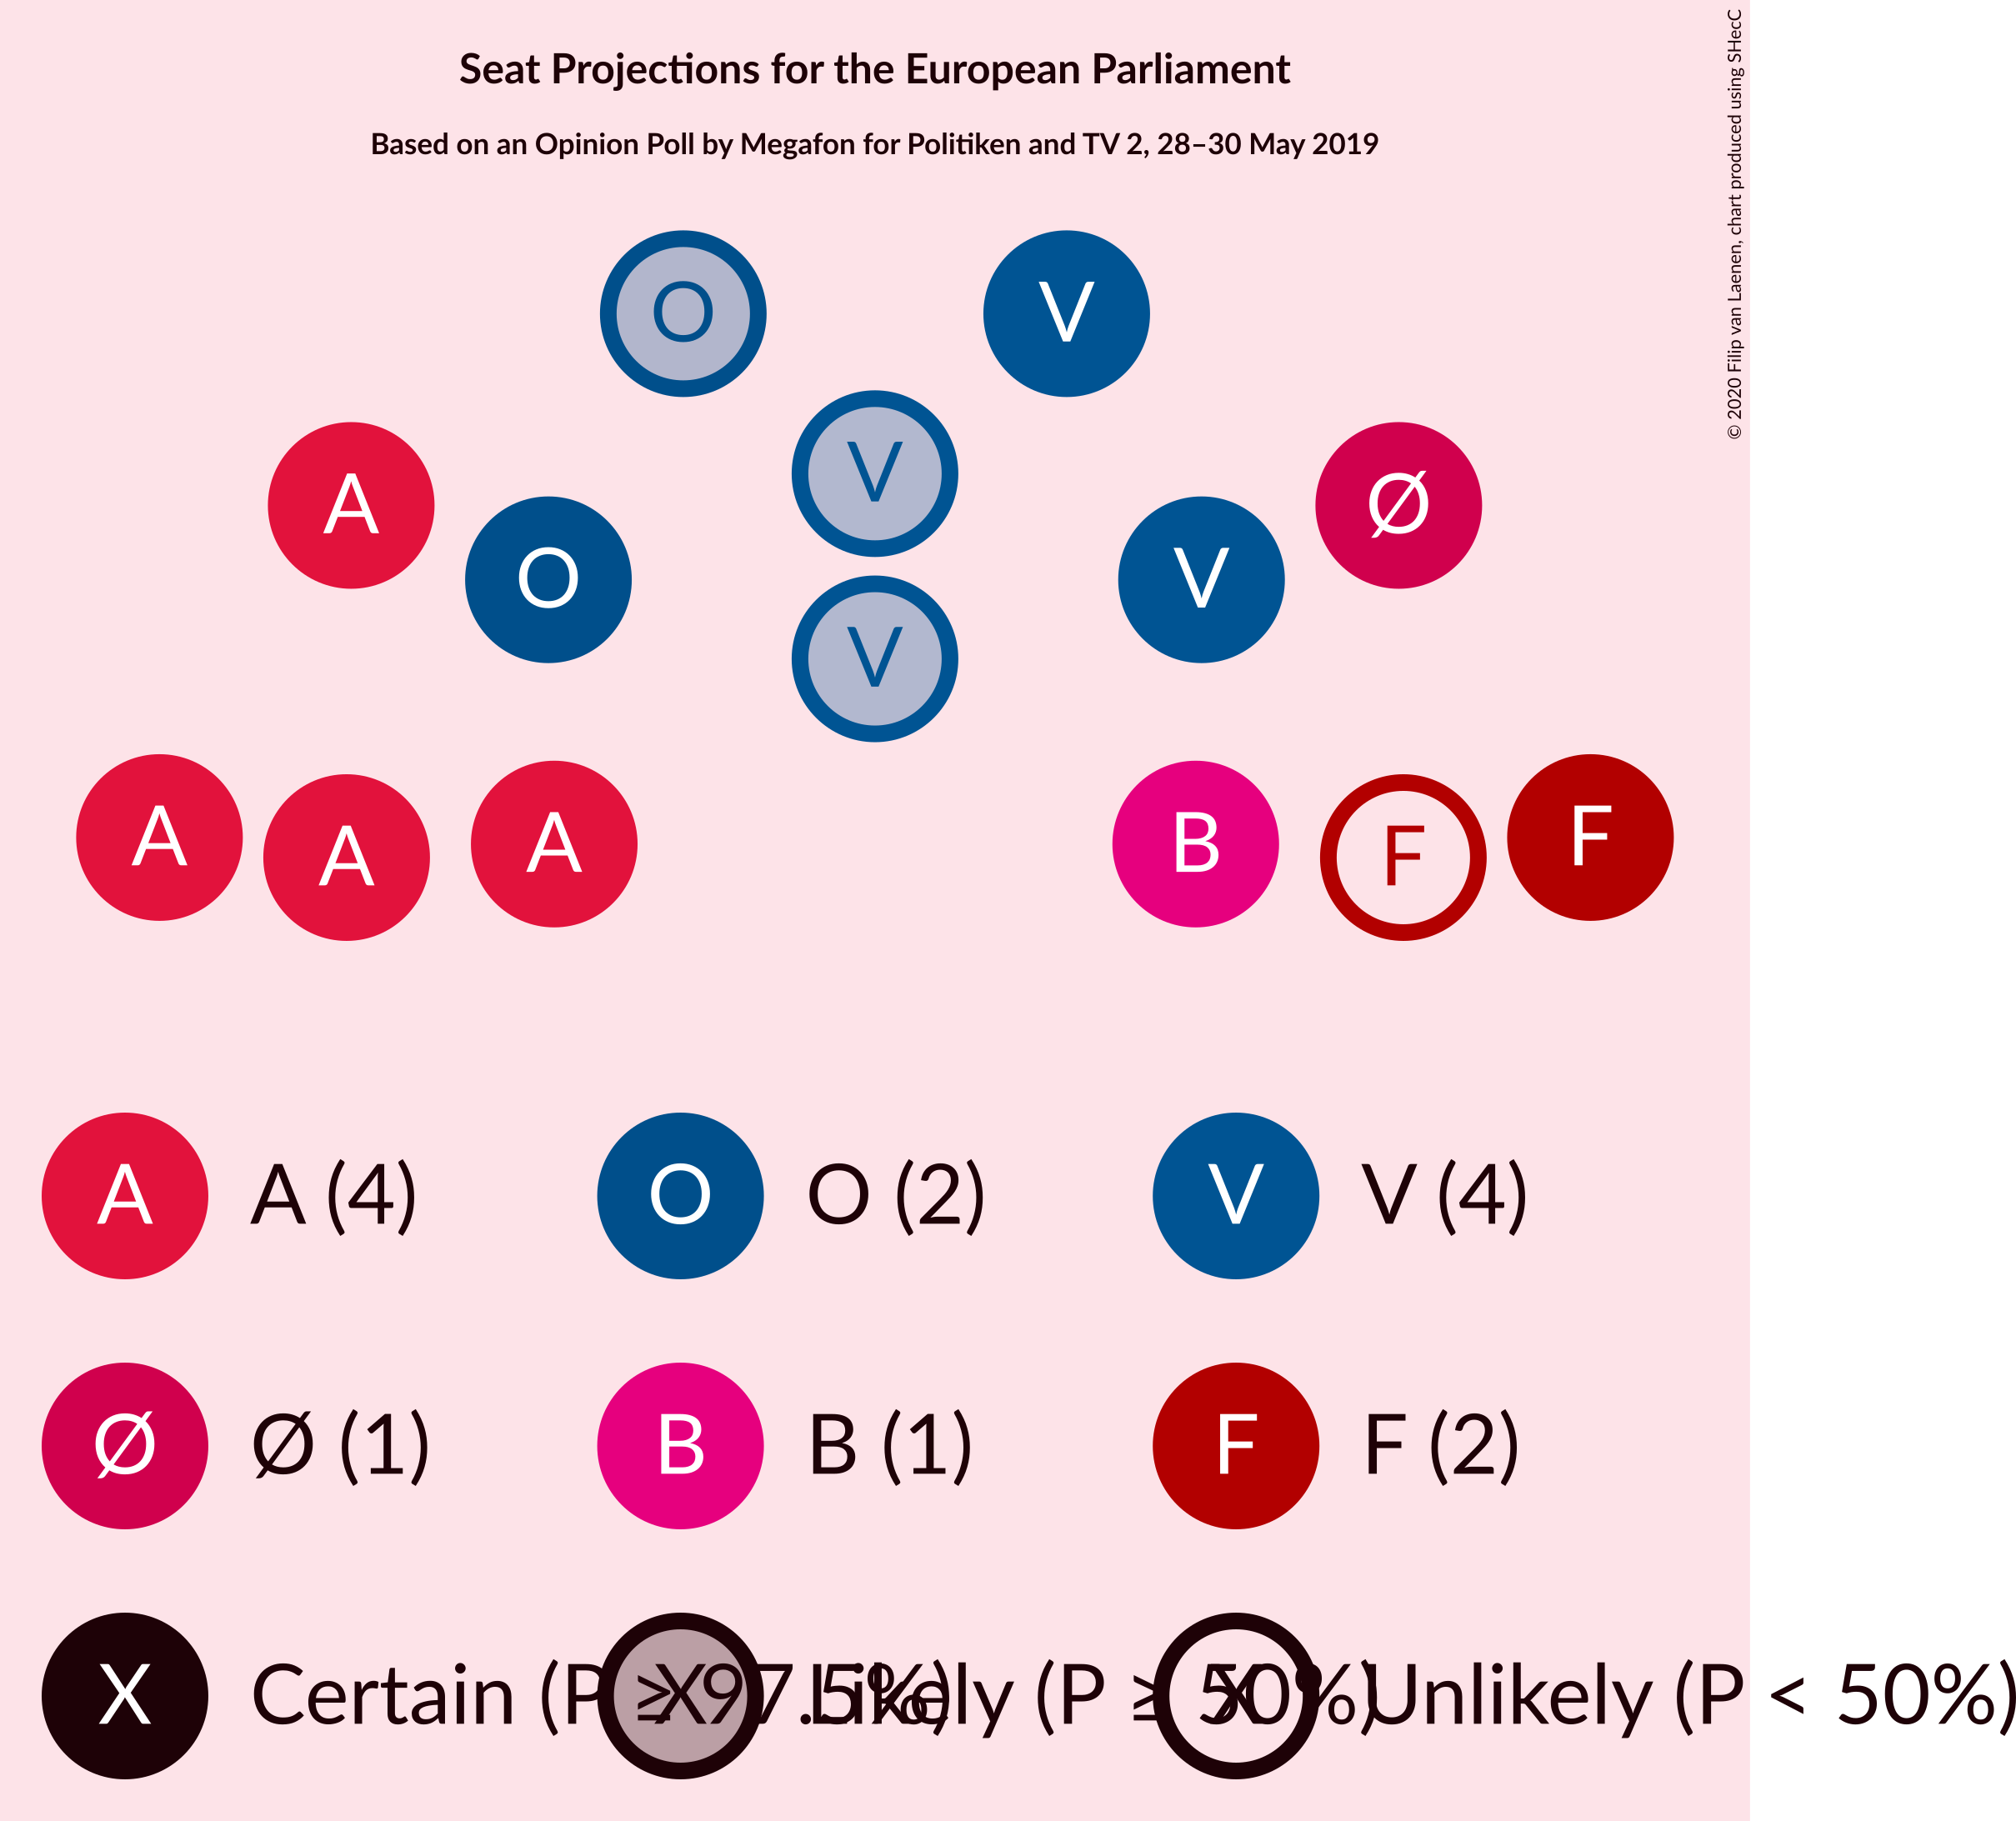 Seat Projections for the European Parliament
Based on an Opinion Poll by Megafon for Politiken and TV 2, 28–30 May 2019
© 2020 Filip van Laenen, chart produced using SHecC
O V
V
A Ø
O V
V
A A A B F F
A A (4) O O (2) V V (4)
Ø Ø (1) B B (1) F F (2)
X Certain (P ≥ 97.5%) X Likely (P ≥ 50%) X Unlikely (P < 50%)